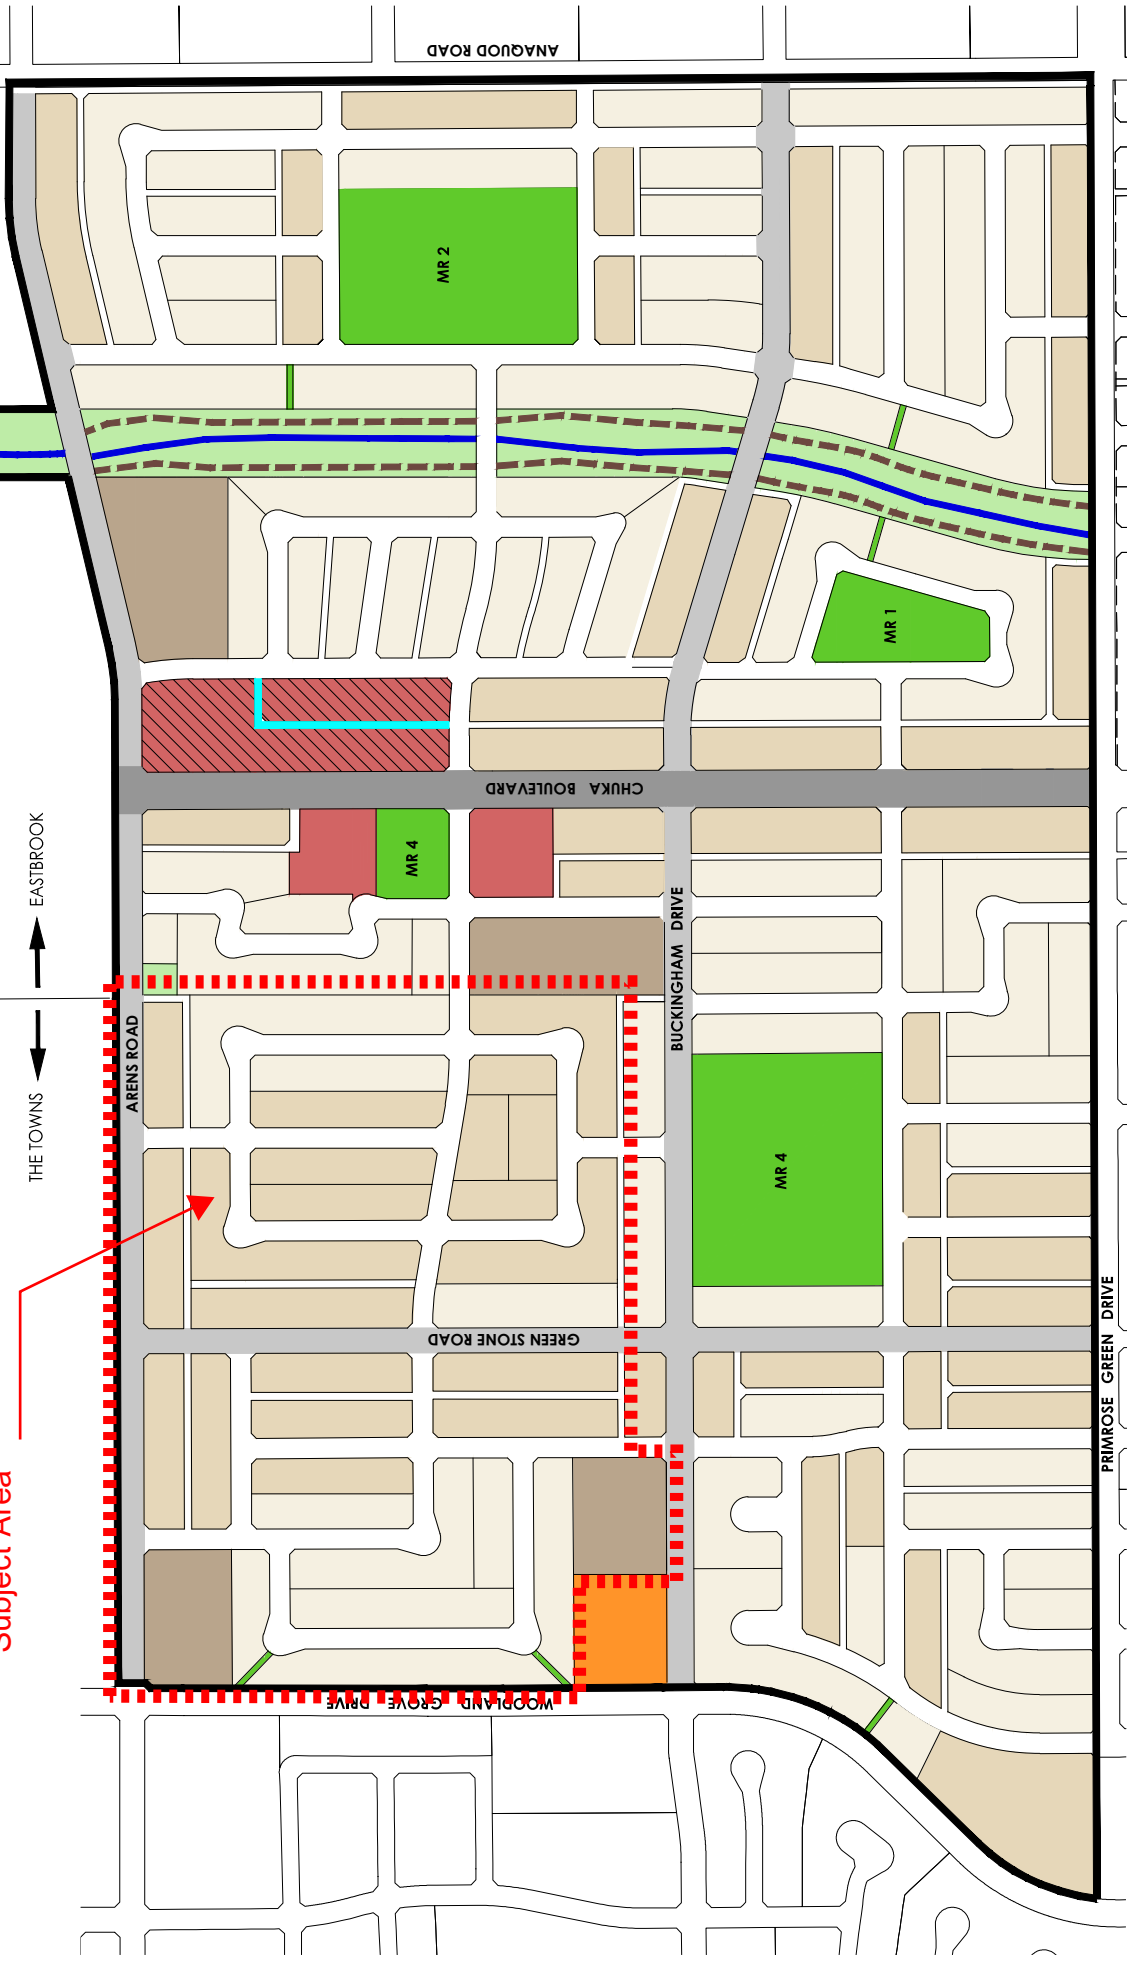 ANAQUOD ROAD
MR 2
MR 1
CHUKA BOULEVARD
EASTBROOK
MR 4
BUCKINGHAM DRIVE
THE TOWNS
ARENS ROAD
MR 4
GREEN STONE ROAD
PRIMROSE GREEN DRIVE
Subject Area
WOODLAND GROVE DRIVE